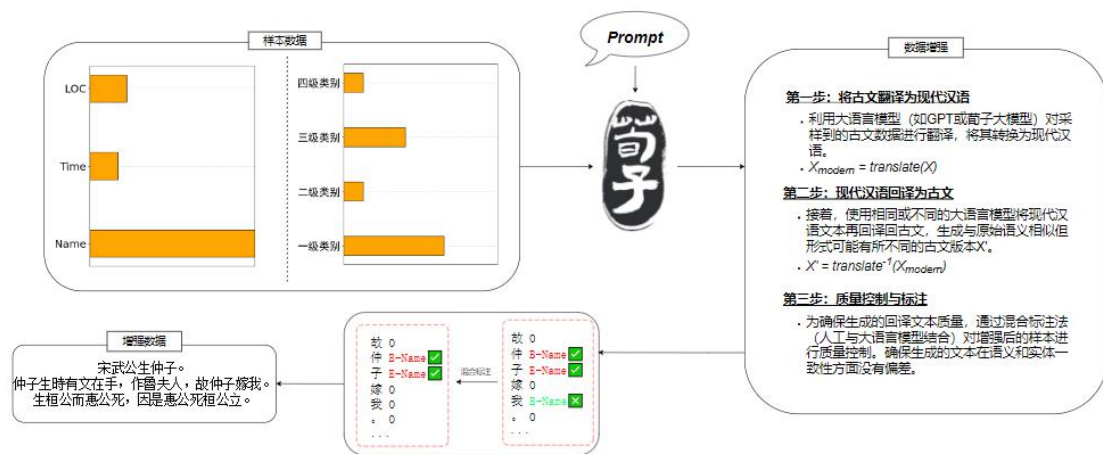 样本数据
LOC
Time
Name
四级类别
三级类别
二级类别
一级类别
Prompt
荀子
数据增强
第一步：将古文翻译为现代汉语
• 利用大语言模型（如GPT或荀子大模型）对采
样到的古文数据进行翻译，将其转换为现代汉
语。
• Xmodern = translate(X)
第二步：现代汉语回译为古文
• 接着，使用相同或不同的大语言模型将现代汉
语文本再回译回古文，生成与原始语义相似但
形式可能有所不同的古文版本X'。
• X' = translate⁻¹(Xmodern)
第三步：质量控制与标注
• 为确保生成的回译文本质量，通过混合标注法
（人工与大语言模型结合）对增强后的样本进
行质量控制。确保生成的文本在语义和实体一
致性方面没有偏差。
故 O
仲 B-Name
子 E-Name
嫁 O
我 E-Name
。 O
...
混合标注
故 O
仲 B-Name
子 E-Name
嫁 O
我 O
。 O
...
增强数据
宋武公生仲子。
仲子生時有文在手，作魯夫人，故仲子嫁我。
生桓公而惠公死，因是惠公死桓公立。